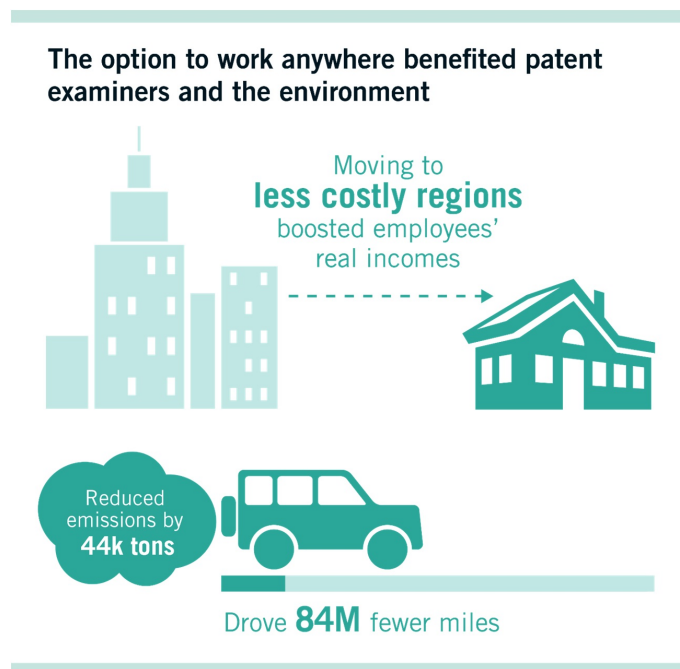 The option to work anywhere benefited patent
examiners and the environment
Moving to
less costly regions
boosted employees’
real incomes
Reduced
emissions by
44k tons
Drove 84M fewer miles